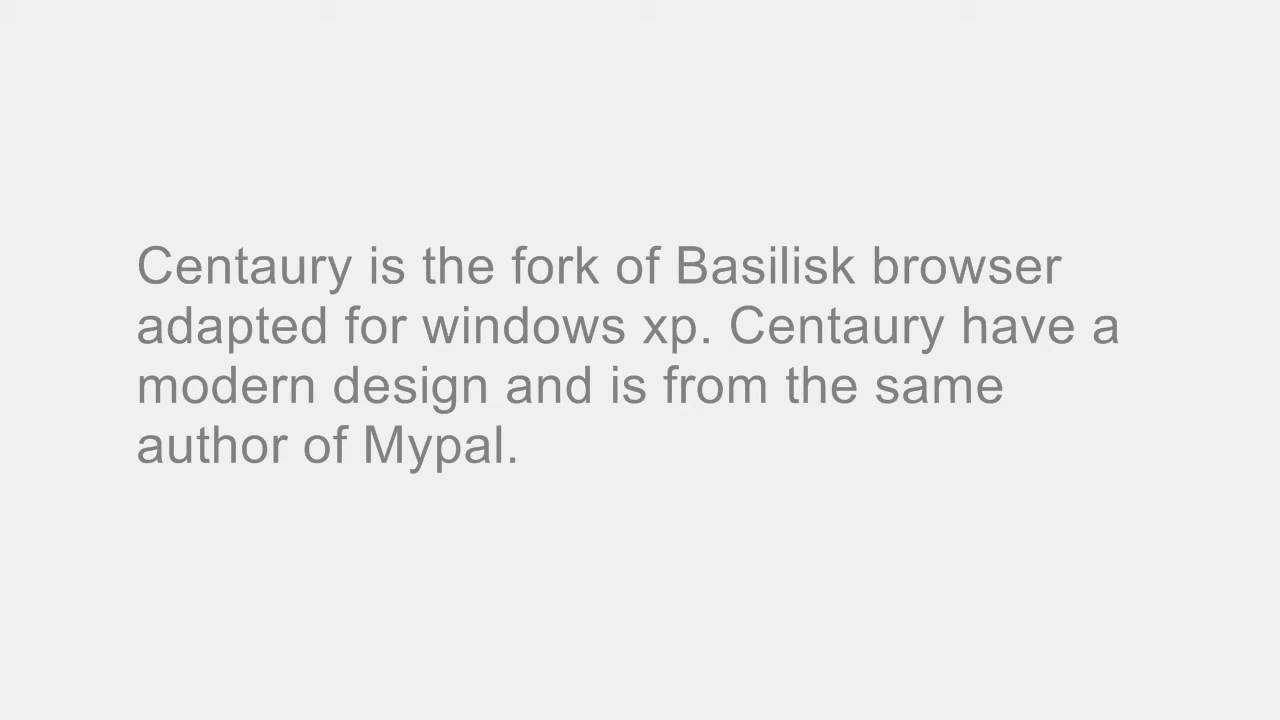 Centaury is the fork of Basilisk browser
adapted for windows xp. Centaury have a
modern design and is from the same
author of Mypal.